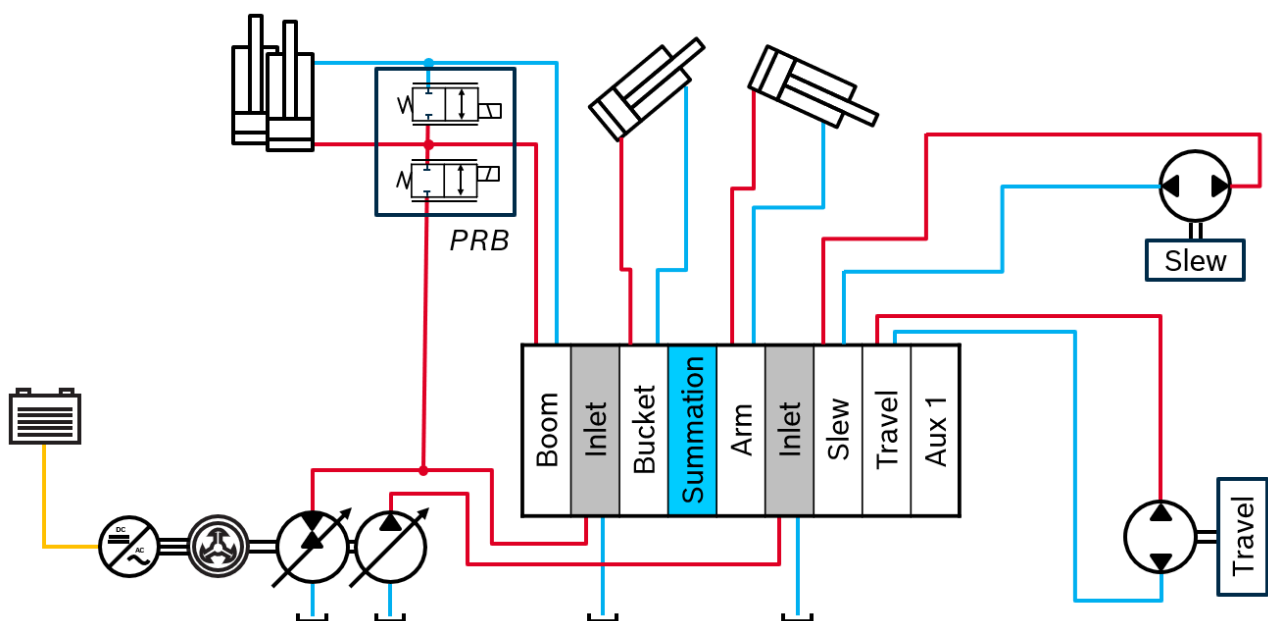 PRB
Slew
Boom
Inlet
Bucket
Summation
Arm
Inlet
Slew
Travel
Aux 1
DC
AC
Travel